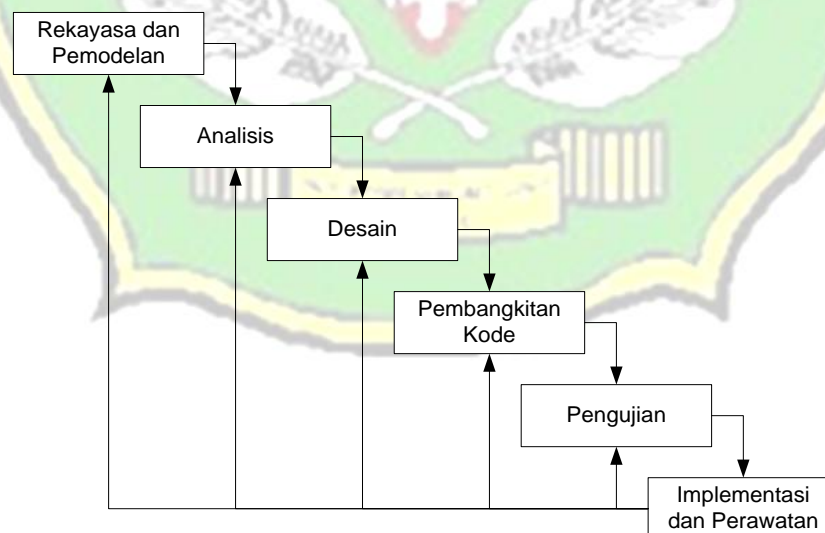 Rekayasa dan
Pemodelan
Analisis
Desain
Pembangkitan
Kode
Pengujian
Implementasi
dan Perawatan